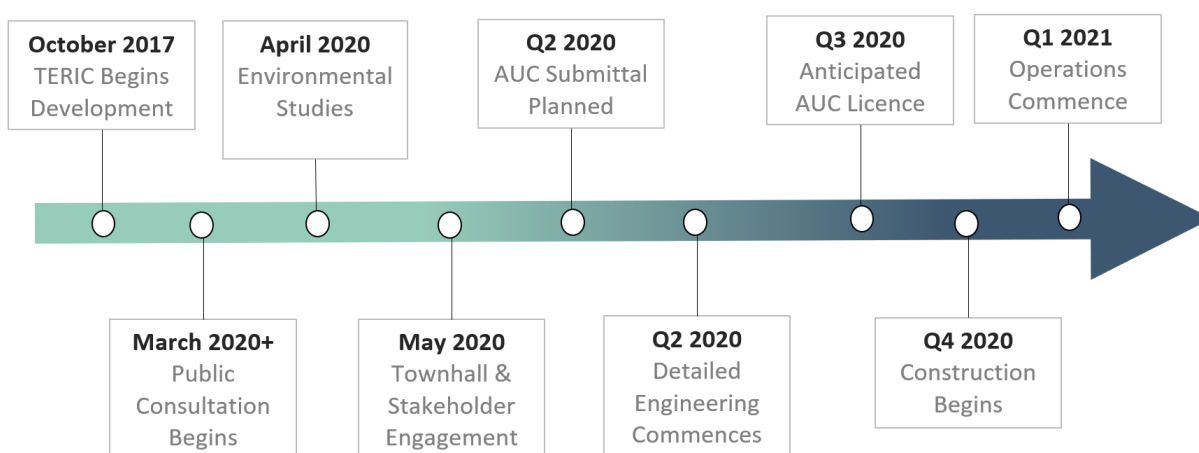 October 2017
TERIC Begins
Development
April 2020
Environmental
Studies
Q2 2020
AUC Submittal
Planned
Q3 2020
Anticipated
AUC Licence
Q1 2021
Operations
Commence
March 2020+
Public
Consultation
Begins
May 2020
Townhall &
Stakeholder
Engagement
Q2 2020
Detailed
Engineering
Commences
Q4 2020
Construction
Begins